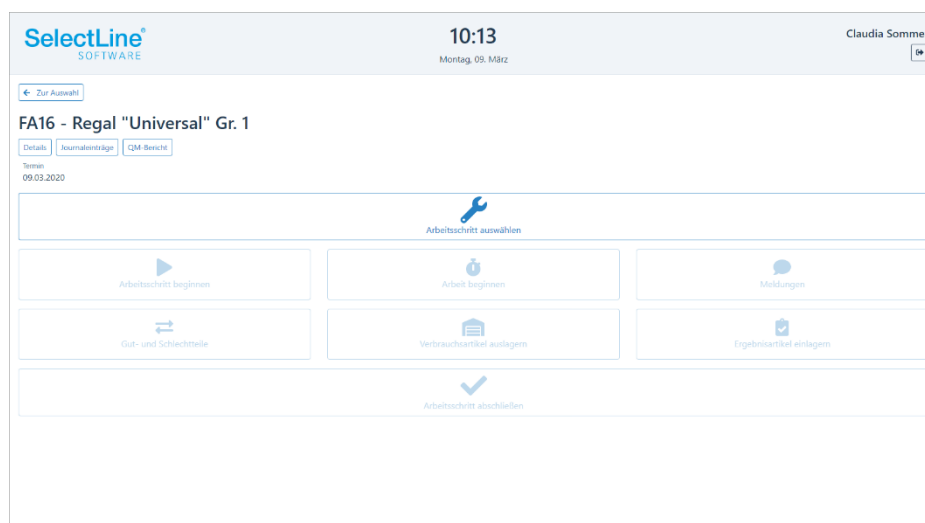 SelectLine®
SOFTWARE
10:13
Montag, 09. März
Claudia Somme
Zur Auswahl
FA16 - Regal "Universal" Gr. 1
Details Journaleinträge QM-Bericht
Termin
09.03.2020
Arbeitsschritt auswählen
Arbeitsschritt beginnen Arbeit beginnen Meldungen
Gut- und Schlechtteile Verbrauchsartikel auslagern Ergebnisartikel einlagern
Arbeitsschritt abschließen